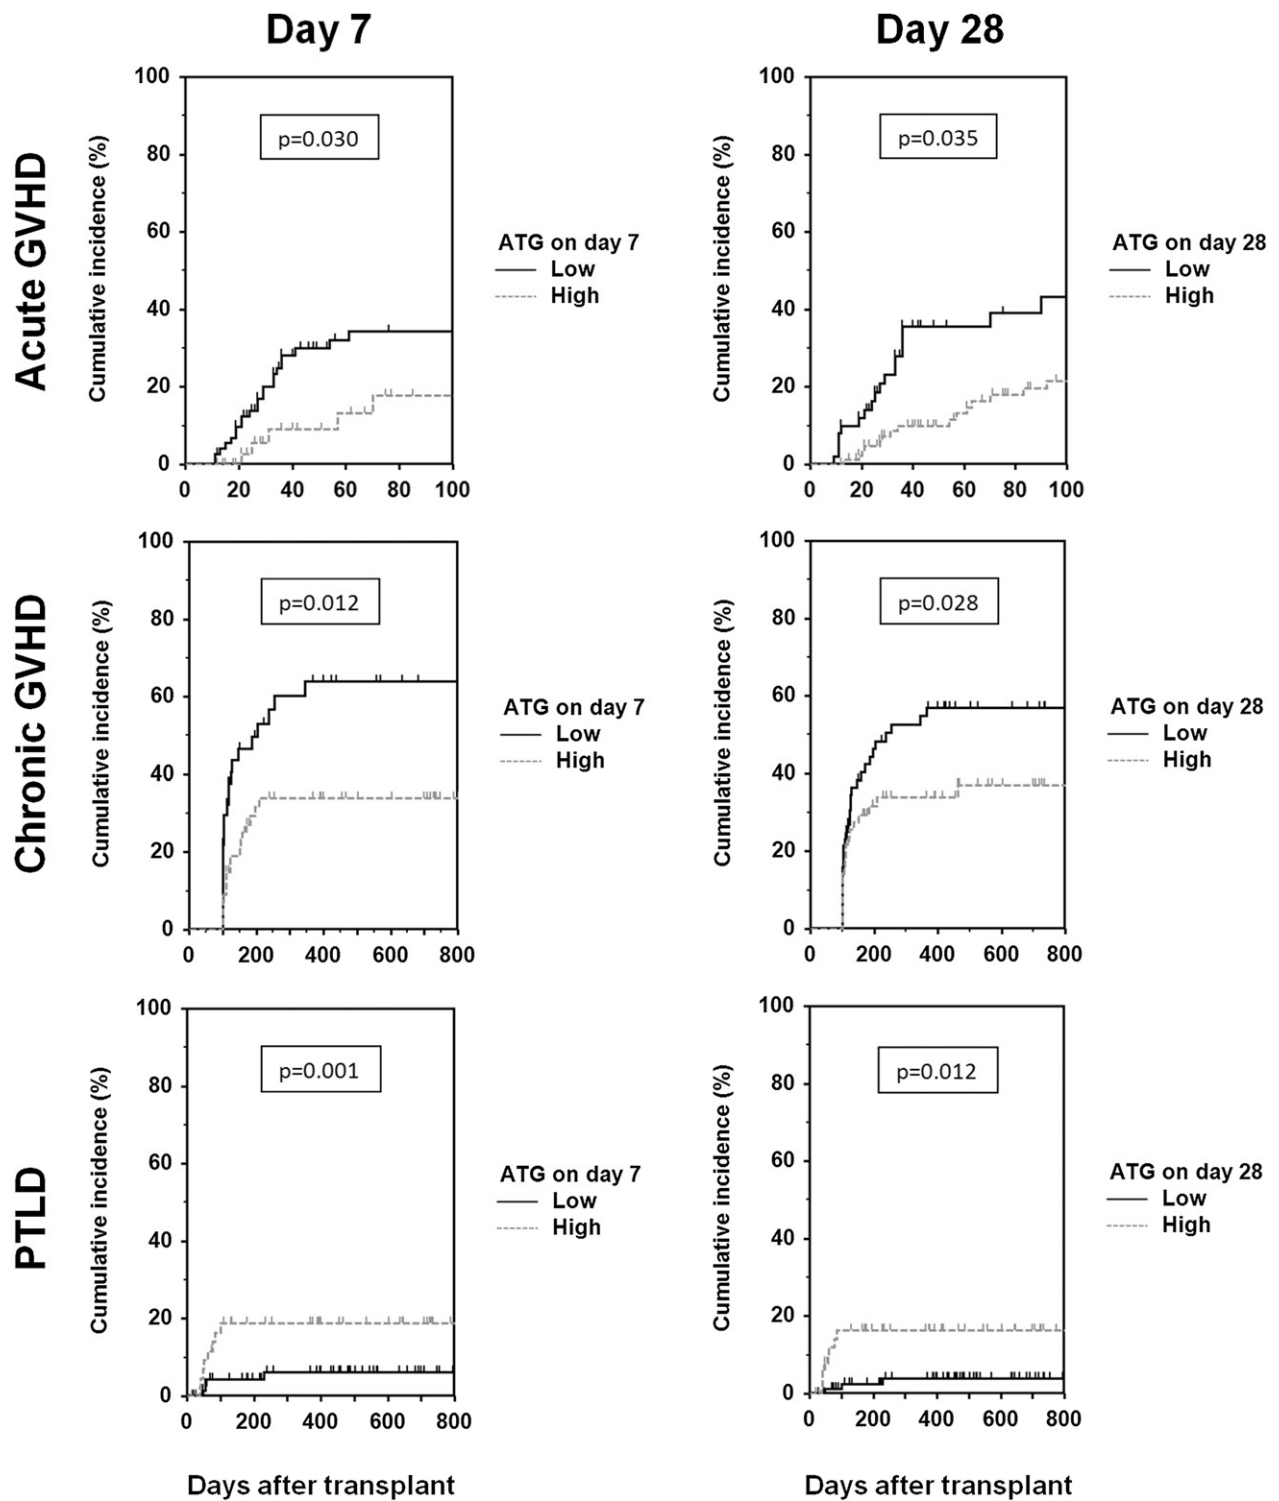 Day 7
Day 28
Acute GVHD
Cumulative incidence (%)
100
80
60
40
20
0
0 20 40 60 80 100
p=0.030
ATG on day 7
Low
High
Cumulative incidence (%)
100
80
60
40
20
0
0 20 40 60 80 100
p=0.035
ATG on day 28
Low
High
Chronic GVHD
Cumulative incidence (%)
100
80
60
40
20
0
0 200 400 600 800
p=0.012
ATG on day 7
Low
High
Cumulative incidence (%)
100
80
60
40
20
0
0 200 400 600 800
p=0.028
ATG on day 28
Low
High
PTLD
Cumulative incidence (%)
100
80
60
40
20
0
0 200 400 600 800
p=0.001
ATG on day 7
Low
High
Cumulative incidence (%)
100
80
60
40
20
0
0 200 400 600 800
p=0.012
ATG on day 28
Low
High
Days after transplant
Days after transplant